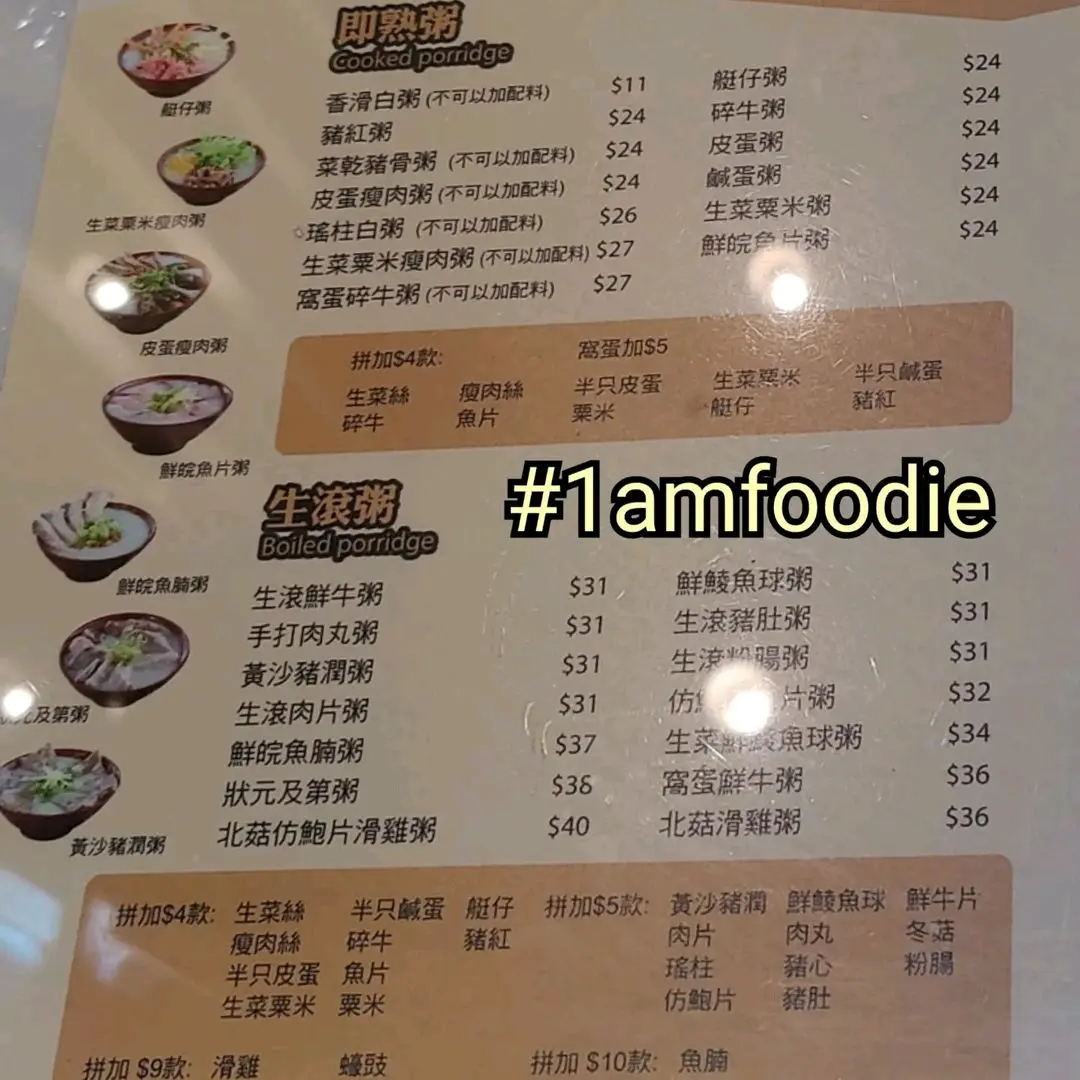 即熟粥
Cooked porridge
香滑白粥 (不可以加配料) $11
豬紅粥 $24
菜乾豬骨粥 (不可以加配料) $24
皮蛋瘦肉粥 (不可以加配料) $24
瑤柱白粥 (不可以加配料) $26
生菜粟米瘦肉粥 (不可以加配料) $27
窩蛋碎牛粥 (不可以加配料) $27
艇仔粥 $24
碎牛粥 $24
皮蛋粥 $24
鹹蛋粥 $24
生菜粟米粥 $24
鮮皖魚片粥 $24
艇仔粥
生菜粟米瘦肉粥
皮蛋瘦肉粥
鮮皖魚片粥
鮮皖魚腩粥
元及第粥
黃沙豬潤粥
拼加$4款: 窩蛋加$5
生菜絲 瘦肉絲 半只皮蛋 生菜粟米 半只鹹蛋
碎牛 魚片 粟米 艇仔 豬紅
#1amfoodie
生滾粥
Boiled porridge
生滾鮮牛粥 $31
手打肉丸粥 $31
黃沙豬潤粥 $31
生滾肉片粥 $31
鮮皖魚腩粥 $37
狀元及第粥 $38
北菇仿鮑片滑雞粥 $40
鮮鯪魚球粥 $31
生滾豬肚粥 $31
生滾粉腸粥 $31
仿 片粥 $32
生菜鮮鯪魚球粥 $34
窩蛋鮮牛粥 $36
北菇滑雞粥 $36
拼加$4款: 生菜絲 半只鹹蛋 艇仔
瘦肉絲 碎牛 豬紅
半只皮蛋 魚片
生菜粟米 粟米
拼加$5款: 黃沙豬潤 鮮鯪魚球 鮮牛片
肉片 肉丸 冬菇
瑤柱 豬心 粉腸
仿鮑片 豬肚
拼加 $9款: 滑雞 蠔豉
拼加 $10款: 魚腩